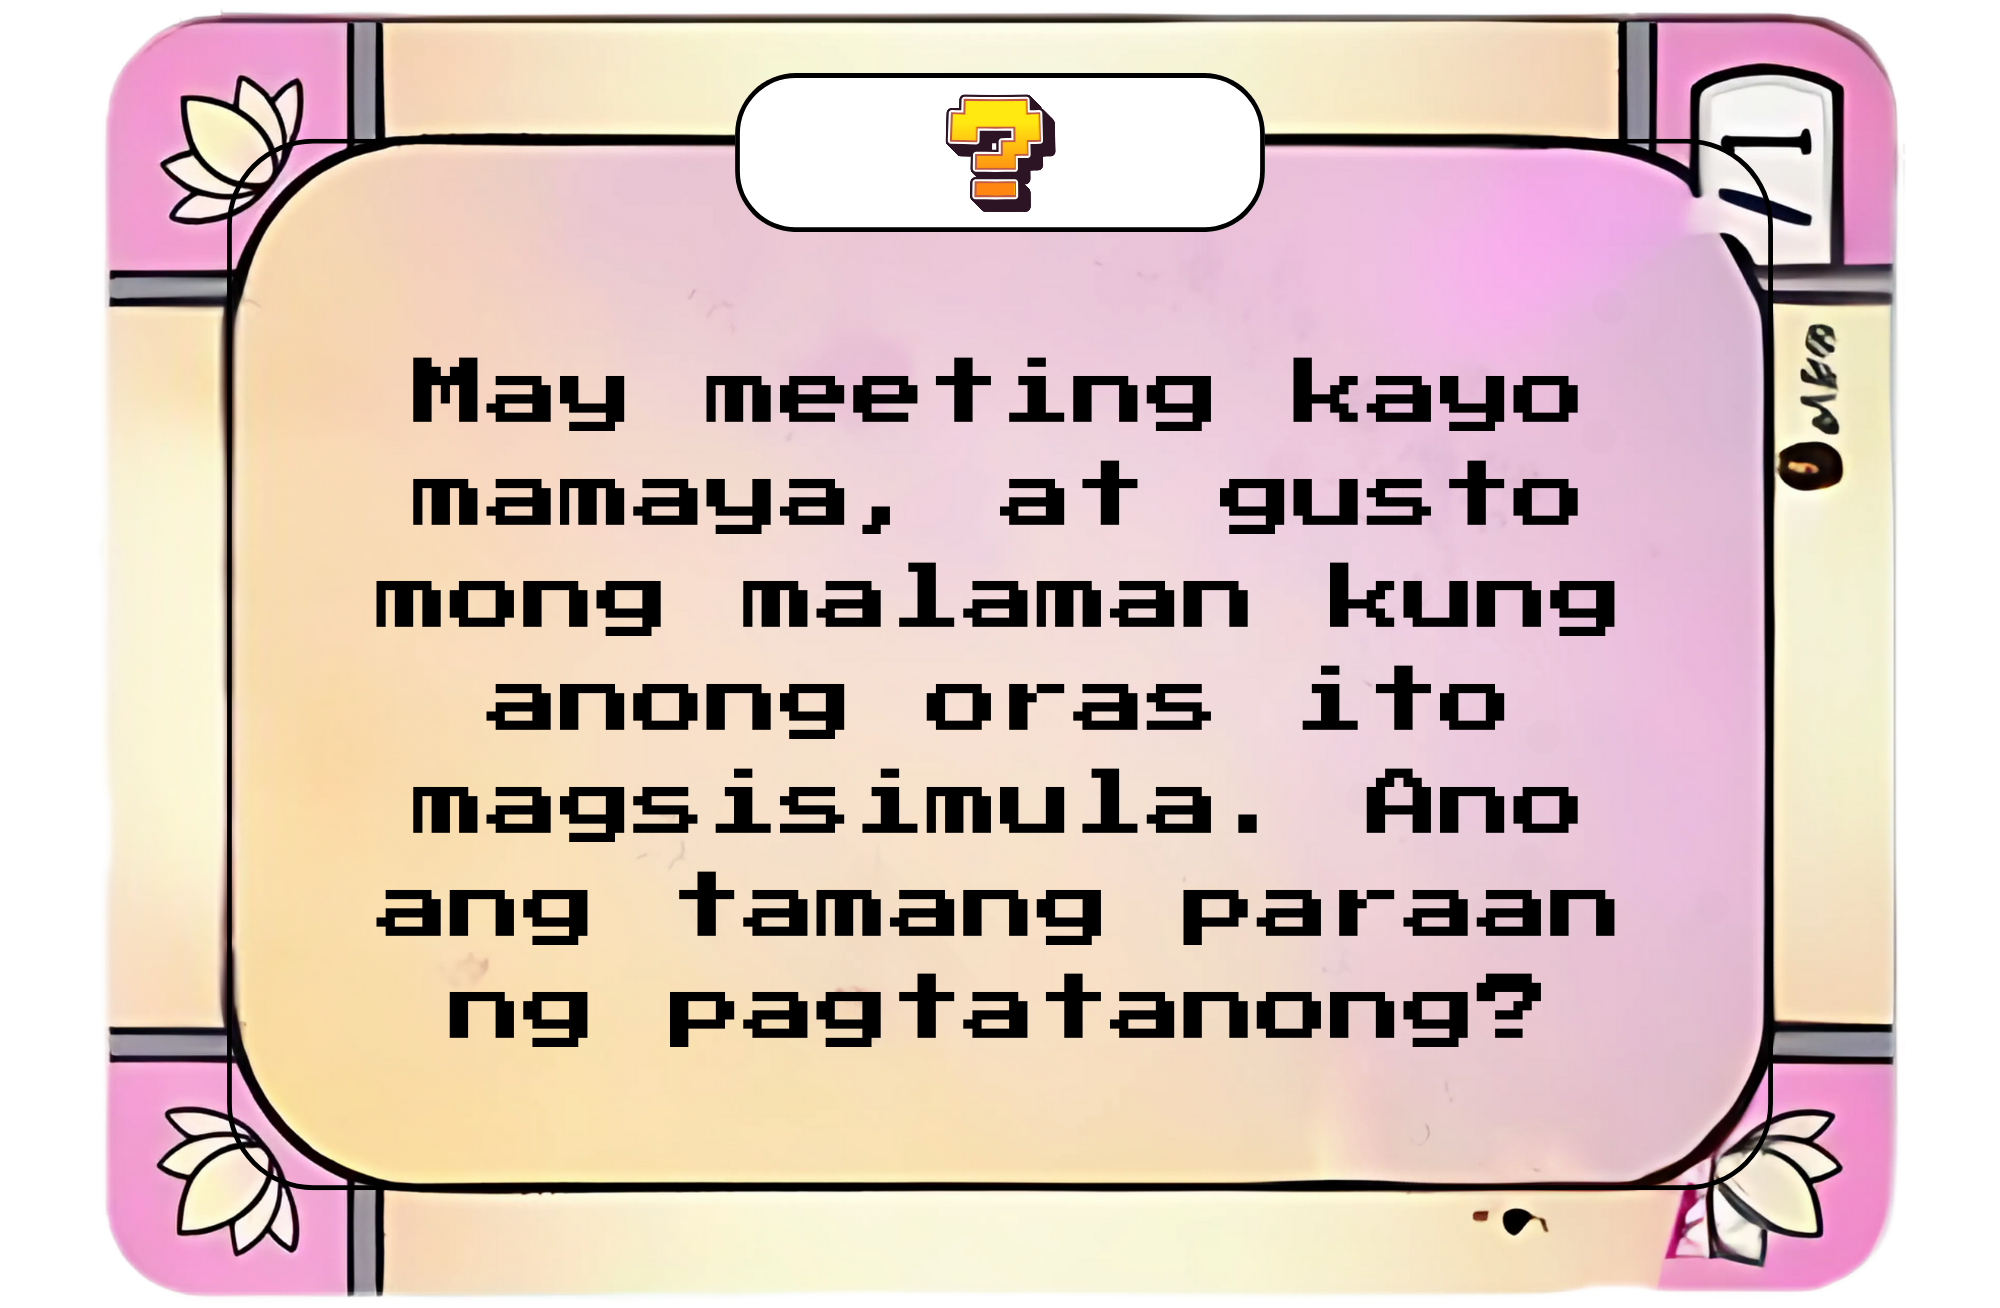 ?
May meeting kayo
mamaya, at gusto
mong malaman kung
anong oras ito
magsisimula. Ano
ang tamang paraan
ng pagtatanong?